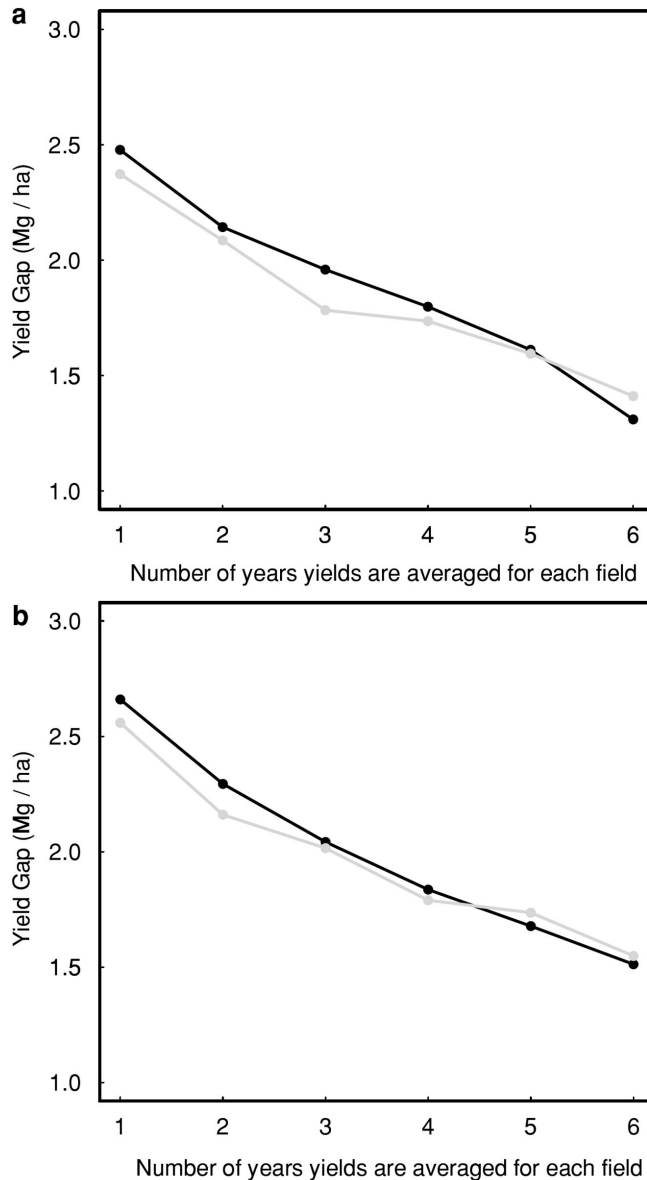 a
3.0
2.5
2.0
1.5
1.0
Yield Gap (Mg / ha)
1 2 3 4 5 6
Number of years yields are averaged for each field
b
3.0
2.5
2.0
1.5
1.0
Yield Gap (Mg / ha)
1 2 3 4 5 6
Number of years yields are averaged for each field